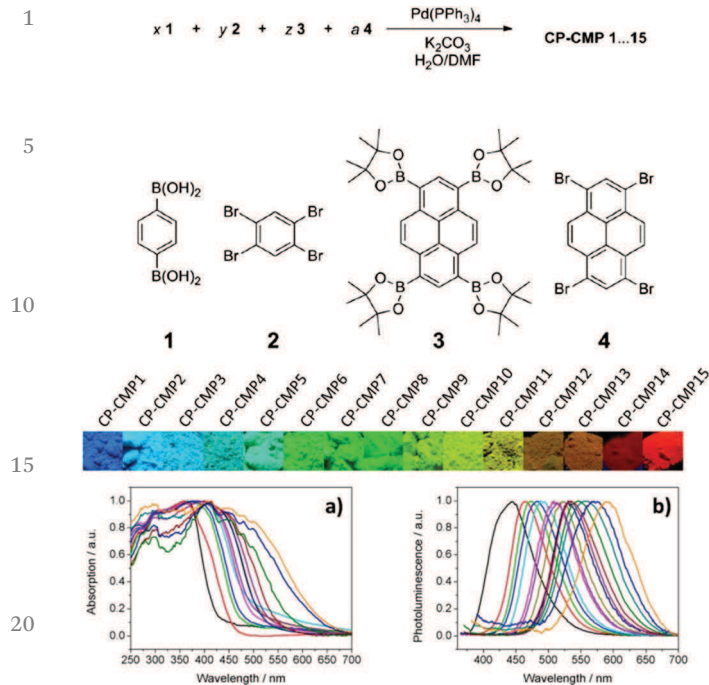 1
x 1 + y 2 + z 3 + a 4
Pd(PPh3)4
K2CO3
H2O/DMF
CP-CMP 1...15
5
B(OH)2
B(OH)2
1
Br Br
Br Br
2
O O
B B
O O
O O
B B
O O
3
Br Br
Br Br
4
10
CP-CMP1 CP-CMP2 CP-CMP3 CP-CMP4 CP-CMP5 CP-CMP6 CP-CMP7 CP-CMP8 CP-CMP9 CP-CMP10 CP-CMP11 CP-CMP12 CP-CMP13 CP-CMP14 CP-CMP15
15
a)
Absorption / a.u.
1.0
0.8
0.6
0.4
0.2
0.0
250 300 350 400 450 500 550 600 650 700
Wavelength / nm
b)
Photoluminescence / a.u.
1.0
0.8
0.6
0.4
0.2
0.0
400 450 500 550 600 650 700
Wavelength / nm
20